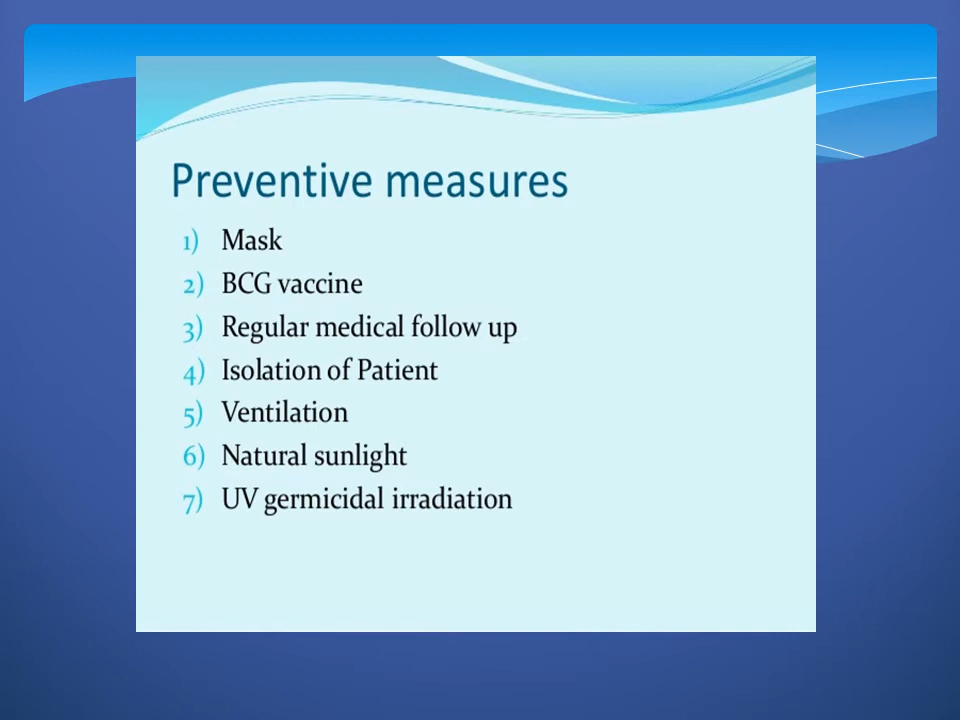 Preventive measures
1) Mask
2) BCG vaccine
3) Regular medical follow up
4) Isolation of Patient
5) Ventilation
6) Natural sunlight
7) UV germicidal irradiation